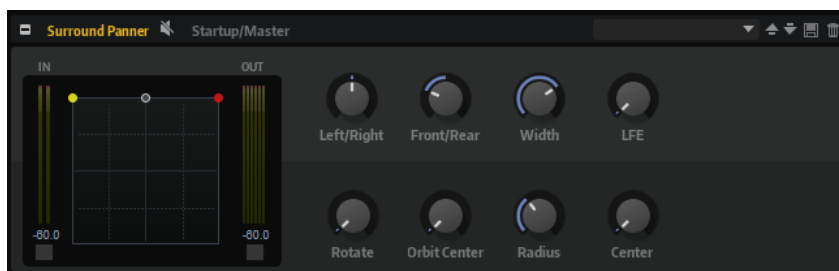 Surround Panner Startup/Master
IN OUT
Left/Right Front/Rear Width LFE
-60.0 -60.0
Rotate Orbit Center Radius Center